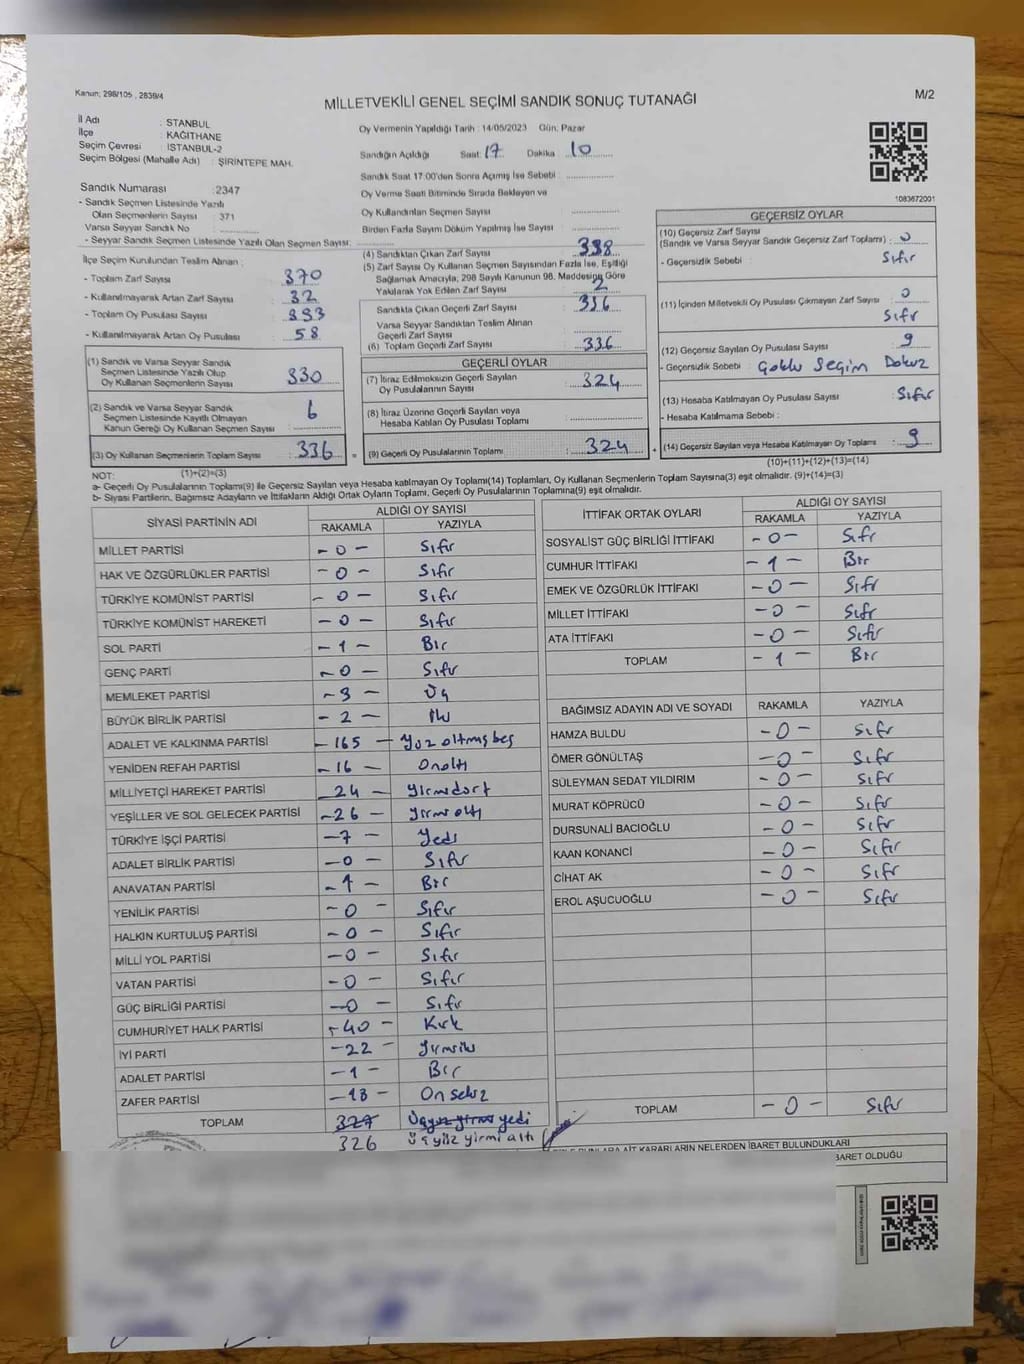 Kanun; 298/105 , 2839/4
MİLLETVEKİLİ GENEL SEÇİMİ SANDIK SONUÇ TUTANAĞI
M/2
İl Adı : İSTANBUL
İlçe : KAĞITHANE
Seçim Çevresi : İSTANBUL-2
Seçim Bölgesi (Mahalle Adı) : ŞİRİNTEPE MAH.
Sandık Numarası : 2347
- Sandık Seçmen Listesinde Yazılı
Olan Seçmenlerin Sayısı : 371
Varsa Seyyar Sandık No
- Seyyar Sandık Seçmen Listesinde Yazılı Olan Seçmen Sayısı:
İlçe Seçim Kurulundan Teslim Alınan :
- Toplam Zarf Sayısı : 370
- Kullanılmayarak Artan Zarf Sayısı : 32
- Toplam Oy Pusulası Sayısı :
- Kullanılmayarak Artan Oy Pusulası : 58
(1) Sandık ve Varsa Seyyar Sandık
Seçmen Listesinde Yazılı Olup
Oy Kullanan Seçmenlerin Sayısı : 330
(2) Sandık ve Varsa Seyyar Sandık
Seçmen Listesinde Kayıtlı Olmayan
Kanun Gereği Oy Kullanan Seçmen Sayısı : 6
(3) Oy Kullanan Seçmenlerin Toplam Sayısı : 336
(1)+(2)=(3)
Oy Vermenin Yapıldığı Tarih : 14/05/2023 Gün: Pazar
Sandığın Açıldığı Saat: 17 Dakika : 10
Sandık Saat 17:00'den Sonra Açılmış İse Sebebi :
Oy Verme Saati Bitiminde Sırada Bekleyen ve
Oy Kullandırılan Seçmen Sayısı :
Birden Fazla Sayım Döküm Yapılmış İse Sayısı :
(4) Sandıktan Çıkan Zarf Sayısı : 338
(5) Zarf Sayısı Oy Kullanan Seçmen Sayısından Fazla İse, Eşitliği
Sağlamak Amacıyla; 298 Sayılı Kanunun 98. Maddesine Göre
Yakılarak Yok Edilen Zarf Sayısı : 2
Sandıkta Çıkan Geçerli Zarf Sayısı : 336
Varsa Seyyar Sandıktan Teslim Alınan
Geçerli Zarf Sayısı :
(6) Toplam Geçerli Zarf Sayısı : 336
GEÇERLİ OYLAR
(7) İtiraz Edilmeksizin Geçerli Sayılan
Oy Pusulalarının Sayısı : 324
(8) İtiraz Üzerine Geçerli Sayılan veya
Hesaba Katılan Oy Pusulası Toplamı :
= (9) Geçerli Oy Pusulalarının Toplamı : 324 +
1083672001
GEÇERSİZ OYLAR
(10) Geçersiz Zarf Sayısı
(Sandık ve Varsa Seyyar Sandık Geçersiz Zarf Toplamı) : 0
- Geçersizlik Sebebi : Sıfır
(11) İçinden Milletvekili Oy Pusulası Çıkmayan Zarf Sayısı : 0
Sıfır
(12) Geçersiz Sayılan Oy Pusulası Sayısı : 9
- Geçersizlik Sebebi : Çoklu Seçim Dokuz
(13) Hesaba Katılmayan Oy Pusulası Sayısı : Sıfır
- Hesaba Katılmama Sebebi :
(14) Geçersiz Sayılan veya Hesaba Katılmayan Oy Toplamı : 9
(10)+(11)+(12)+(13)=(14)
NOT:
a- Geçerli Oy Pusulalarının Toplamı(9) ile Geçersiz Sayılan veya Hesaba katılmayan Oy Toplamı(14) Toplamları, Oy Kullanan Seçmenlerin Toplam Sayısına(3) eşit olmalıdır. (9)+(14)=(3)
b- Siyasi Partilerin, Bağımsız Adayların ve İttifakların Aldığı Ortak Oyların Toplamı, Geçerli Oy Pusulalarının Toplamına(9) eşit olmalıdır.
SİYASİ PARTİNİN ADI ALDIĞI OY SAYISI
RAKAMLA YAZIYLA
MİLLET PARTİSİ - 0 - Sıfır
HAK VE ÖZGÜRLÜKLER PARTİSİ - 0 - Sıfır
TÜRKİYE KOMÜNİST PARTİSİ - 0 - Sıfır
TÜRKİYE KOMÜNİST HAREKETİ - 0 - Sıfır
SOL PARTİ - 1 - Bir
GENÇ PARTİ - 0 - Sıfır
MEMLEKET PARTİSİ - 3 - Üç
BÜYÜK BİRLİK PARTİSİ - 2 - İki
ADALET VE KALKINMA PARTİSİ - 165 - Yüz altmış beş
YENİDEN REFAH PARTİSİ - 16 - Onaltı
MİLLİYETÇİ HAREKET PARTİSİ - 24 - Yirmidört
YEŞİLLER VE SOL GELECEK PARTİSİ - 26 - Yirmi altı
TÜRKİYE İŞÇİ PARTİSİ - 7 - Yedi
ADALET BİRLİK PARTİSİ - 0 - Sıfır
ANAVATAN PARTİSİ - 1 - Bir
YENİLİK PARTİSİ - 0 - Sıfır
HALKIN KURTULUŞ PARTİSİ - 0 - Sıfır
MİLLİ YOL PARTİSİ - 0 - Sıfır
VATAN PARTİSİ - 0 - Sıfır
GÜÇ BİRLİĞİ PARTİSİ - 0 - Sıfır
CUMHURİYET HALK PARTİSİ - 40 - Kırk
İYİ PARTİ - 22 - Yirmiiki
ADALET PARTİSİ - 1 - Bir
ZAFER PARTİSİ - 18 - On sekiz
TOPLAM 327 Üçyüz yirmi yedi
326 üçyüz yirmi altı
İTTİFAK ORTAK OYLARI ALDIĞI OY SAYISI
RAKAMLA YAZIYLA
SOSYALİST GÜÇ BİRLİĞİ İTTİFAKI - 0 - Sıfır
CUMHUR İTTİFAKI - 1 - Bir
EMEK VE ÖZGÜRLÜK İTTİFAKI - 0 - Sıfır
MİLLET İTTİFAKI - 0 - Sıfır
ATA İTTİFAKI - 0 - Sıfır
TOPLAM - 1 - Bir
BAĞIMSIZ ADAYIN ADI VE SOYADI RAKAMLA YAZIYLA
HAMZA BULDU - 0 - Sıfır
ÖMER GÖNÜLTAŞ - 0 - Sıfır
SÜLEYMAN SEDAT YILDIRIM - 0 - Sıfır
MURAT KÖPRÜCÜ - 0 - Sıfır
DURSUNALİ BACIOĞLU - 0 - Sıfır
KAAN KONANCİ - 0 - Sıfır
CİHAT AK - 0 - Sıfır
EROL AŞUCUOĞLU - 0 - Sıfır
TOPLAM - 0 - Sıfır
BUNLARA AİT KARARLARIN NELERDEN İBARET BULUNDUKLARI
BARET OLDUĞU